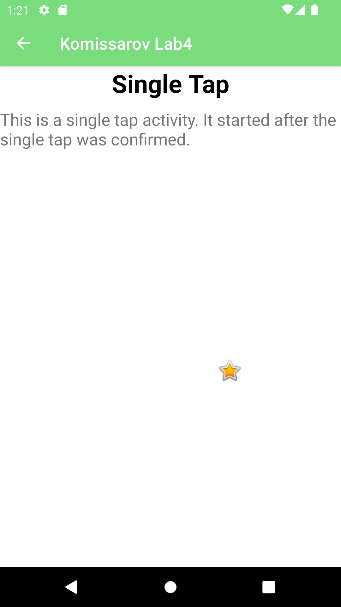 1:21
Komissarov Lab4
Single Tap
This is a single tap activity. It started after the
single tap was confirmed.